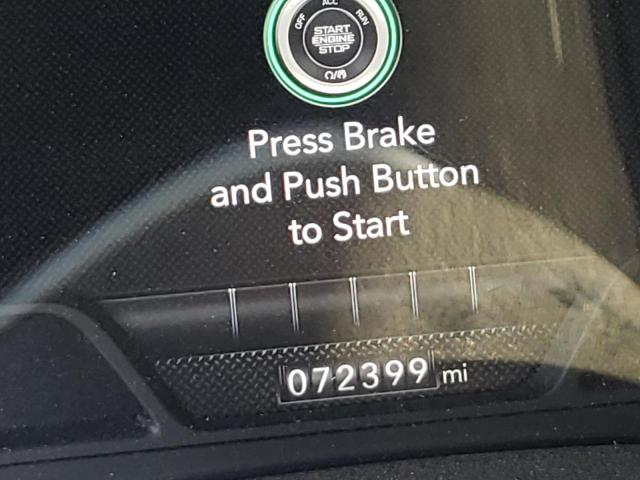 ACC
OFF RUN
START
ENGINE
STOP
Press Brake
and Push Button
to Start
072399 mi